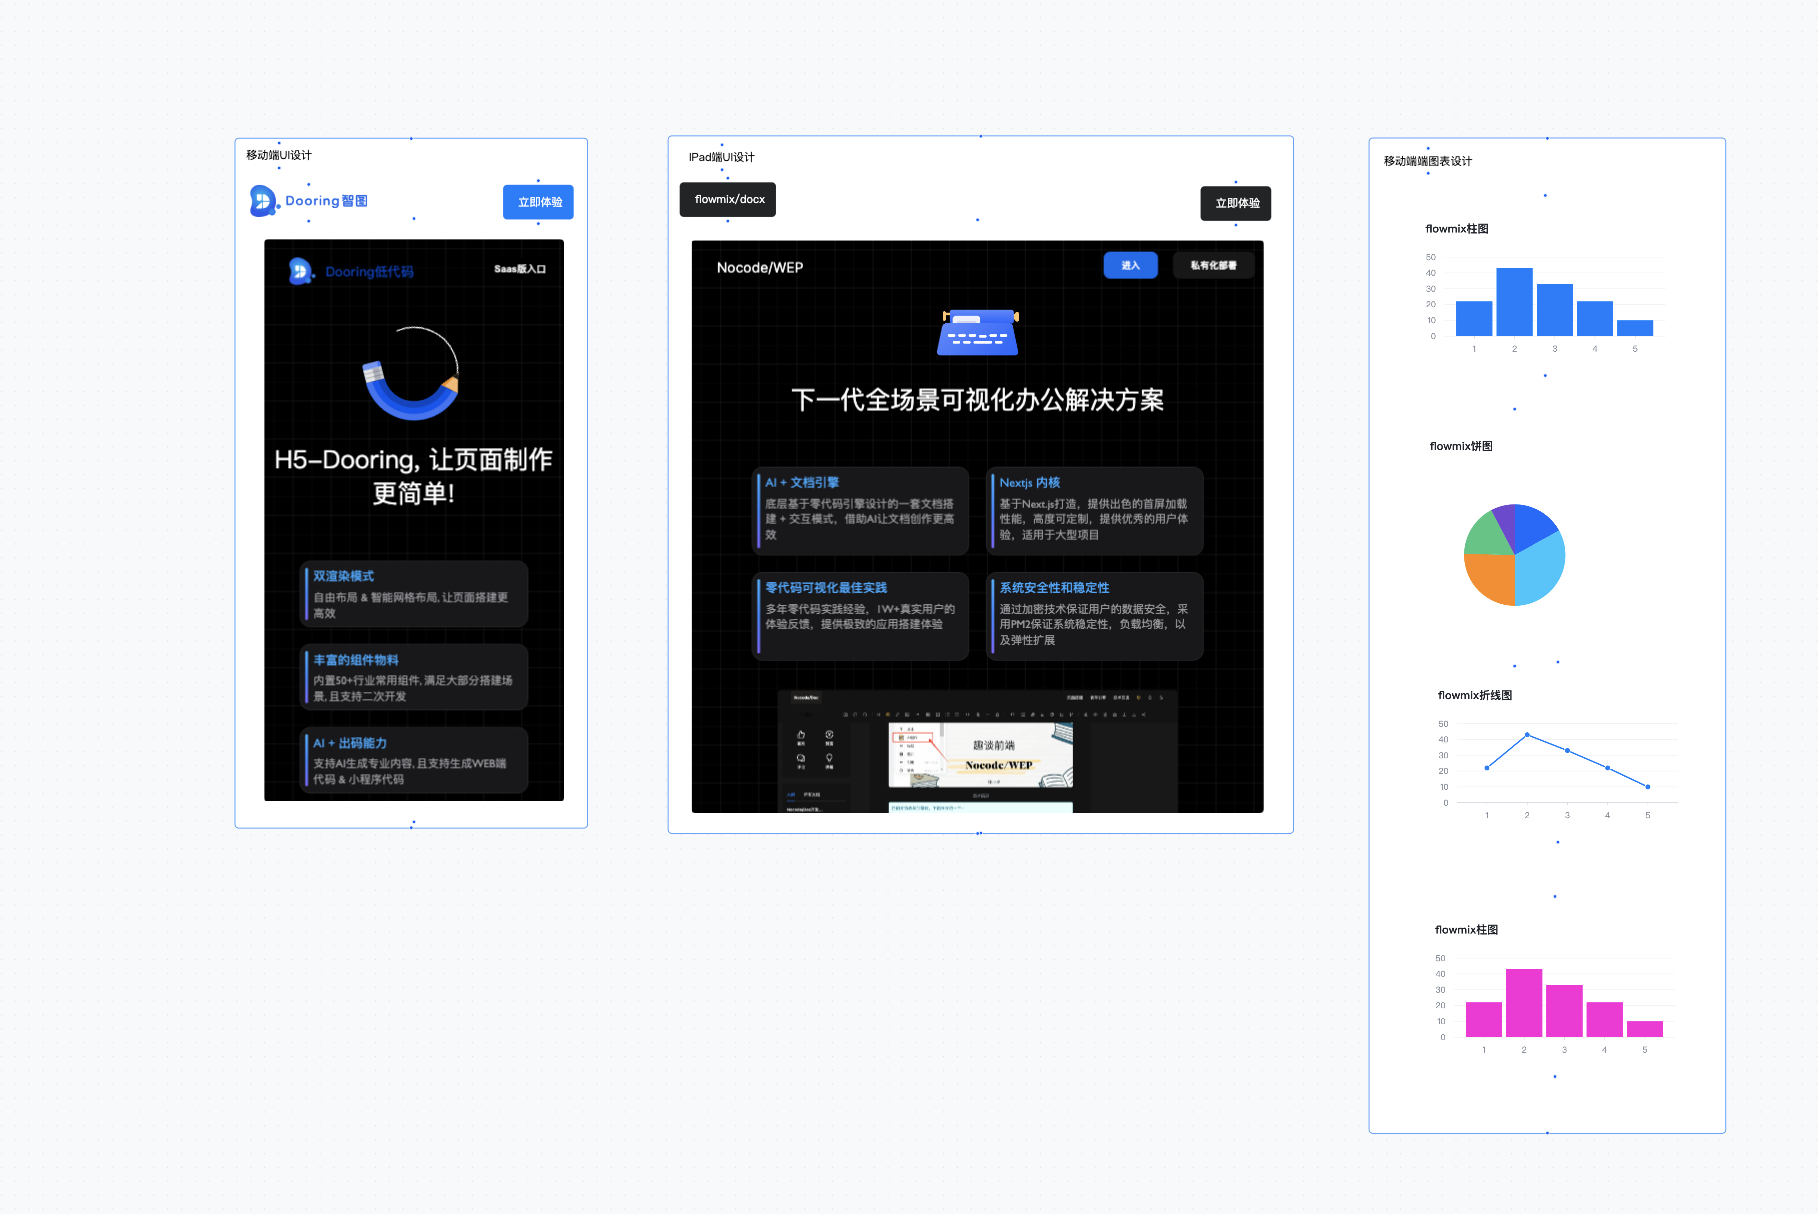 移动端UI设计
Dooring智图
立即体验
Dooring低代码
Saas版入口
H5-Dooring, 让页面制作
更简单!
双渲染模式
自由布局 & 智能网格布局, 让页面搭建更
高效
丰富的组件物料
内置50+行业常用组件, 满足大部分搭建场
景, 且支持二次开发
AI + 出码能力
支持AI生成专业内容, 且支持生成WEB端
代码 & 小程序代码
IPad端UI设计
flowmix/docx
立即体验
Nocode/WEP
进入
私有化部署
下一代全场景可视化办公解决方案
AI + 文档引擎
底层基于零代码引擎设计的一套文档搭
建 + 交互模式，借助AI让文档创作更高
效
Nextjs 内核
基于Next.js打造，提供出色的首屏加载
性能，高度可定制，提供优秀的用户体
验，适用于大型项目
零代码可视化最佳实践
多年零代码实践经验，1W+真实用户的
体验反馈，提供极致的应用搭建体验
系统安全性和稳定性
通过加密技术保证用户的数据安全，采
用PM2保证系统稳定性，负载均衡，以
及弹性扩展
Nocode/Doc
趣谈前端
Nocode/WEP
移动端端图表设计
flowmix柱图
50
40
30
20
10
0
1 2 3 4 5
flowmix饼图
flowmix折线图
50
40
30
20
10
0
1 2 3 4 5
flowmix柱图
50
40
30
20
10
0
1 2 3 4 5